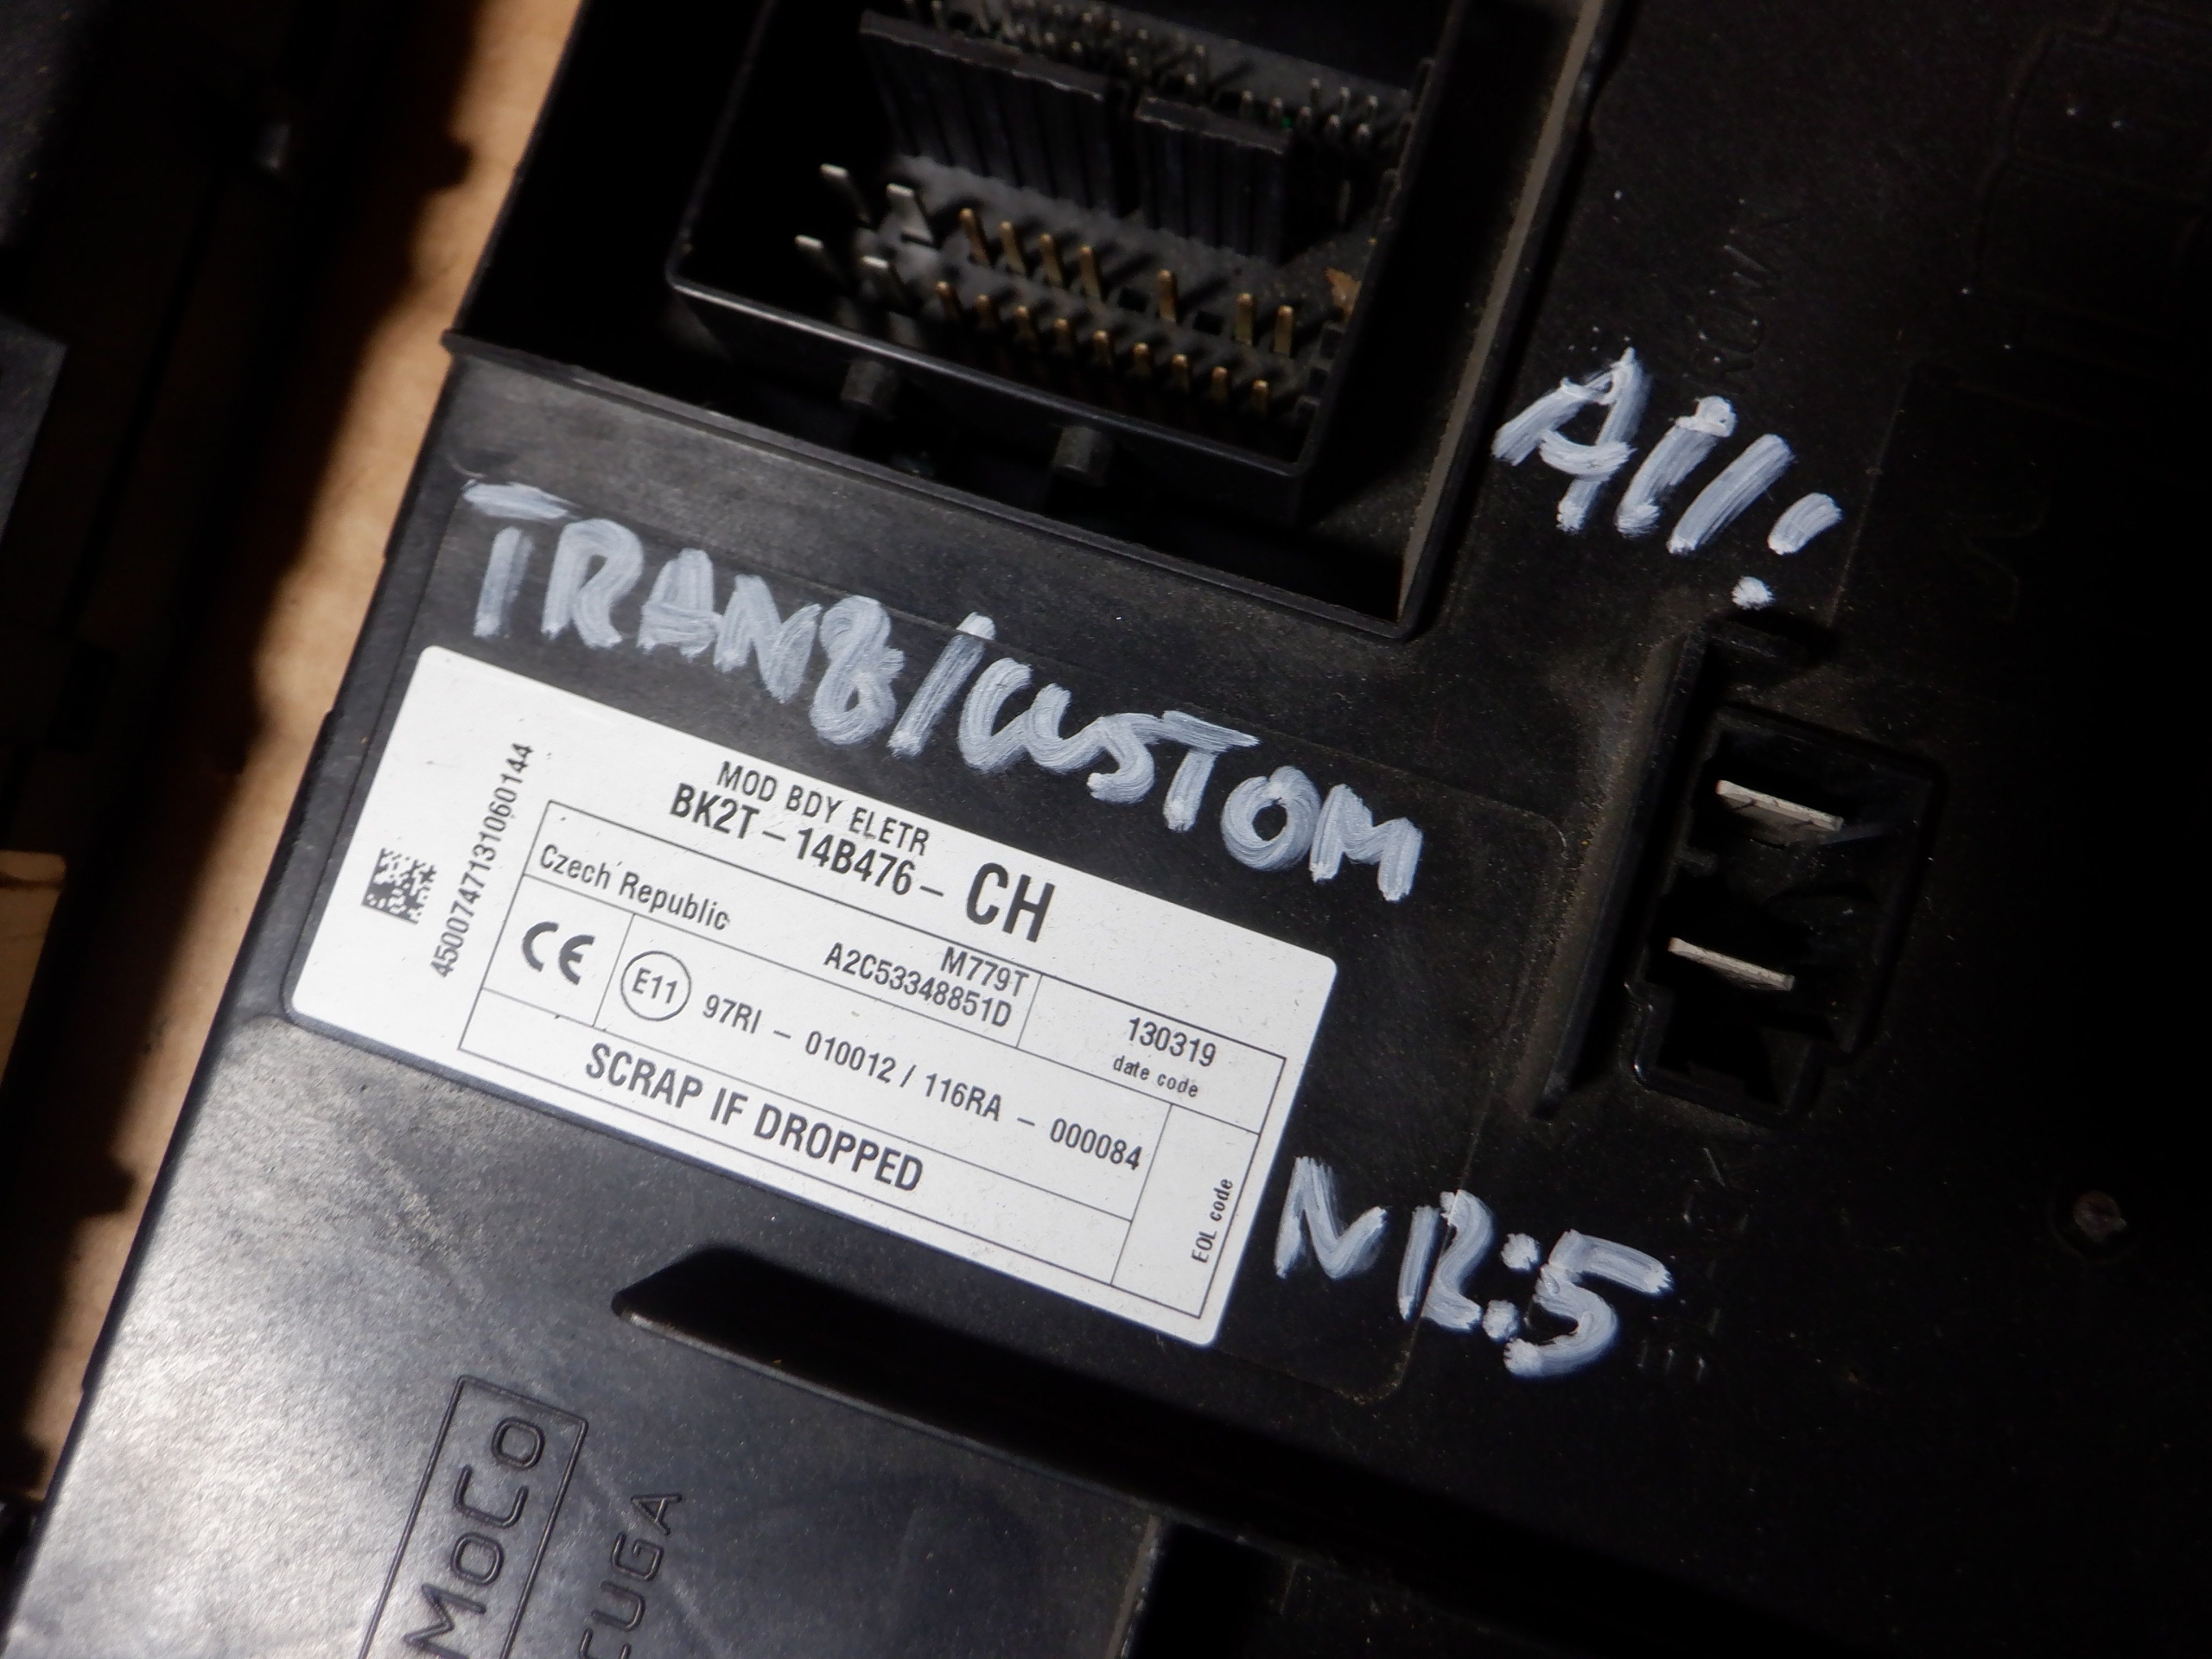 All!
TRAN8/CUSTOM
MOD BDY ELETR
BK2T-14B476- CH
4500747131060144
Czech Republic
M779T
A2C53348851D
130319
date code
CE
E11
97RI - 010012 / 116RA - 000084
SCRAP IF DROPPED
EOL code
NR:5
MoCo
CUGA